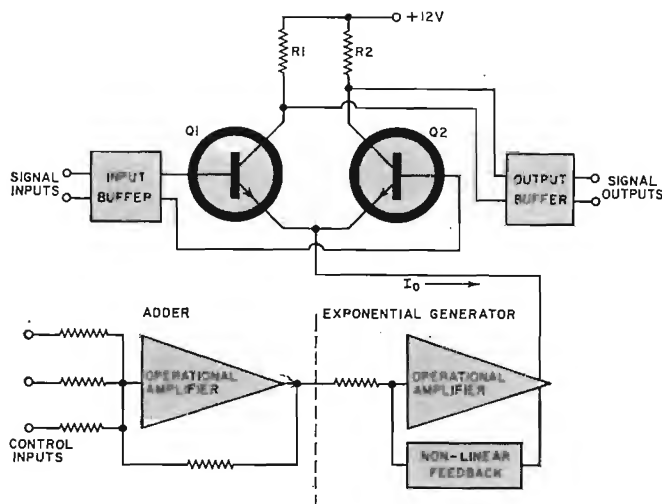 +12V
R1
R2
Q1
Q2
SIGNAL
INPUTS
INPUT
BUFFER
OUTPUT
BUFFER
SIGNAL
OUTPUTS
I0
ADDER
EXPONENTIAL GENERATOR
OPERATIONAL
AMPLIFIER
OPERATIONAL
AMPLIFIER
CONTROL
INPUTS
NON-LINEAR
FEEDBACK